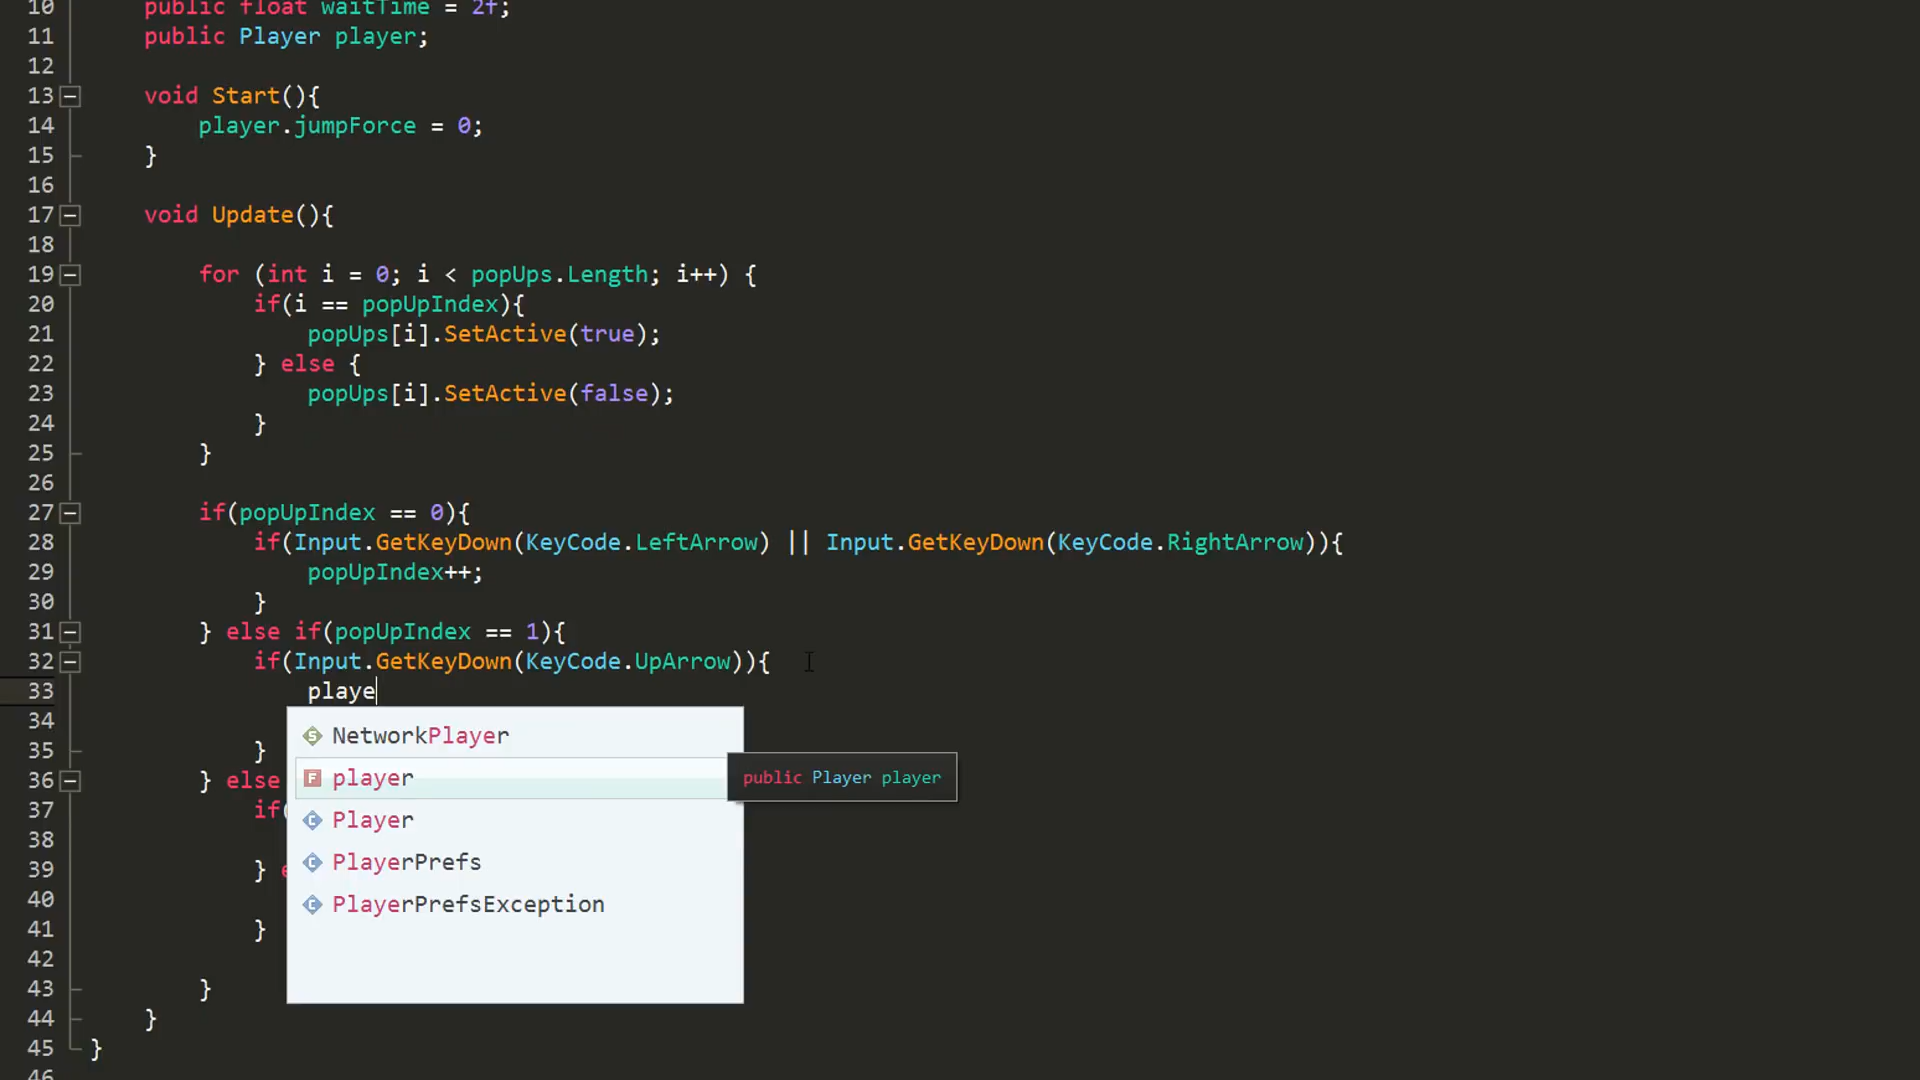 10 public float waitTime = 2f;
11 public Player player;
12
13 void Start(){
14 player.jumpForce = 0;
15 }
16
17 void Update(){
18
19 for (int i = 0; i < popUps.Length; i++) {
20 if(i == popUpIndex){
21 popUps[i].SetActive(true);
22 } else {
23 popUps[i].SetActive(false);
24 }
25 }
26
27 if(popUpIndex == 0){
28 if(Input.GetKeyDown(KeyCode.LeftArrow) || Input.GetKeyDown(KeyCode.RightArrow)){
29 popUpIndex++;
30 }
31 } else if(popUpIndex == 1){
32 if(Input.GetKeyDown(KeyCode.UpArrow)){
33 playe
34
35 }
36 } else
37 if(
38
39 }
40
41 }
42
43 }
44 }
45 }
46
NetworkPlayer
player
public Player player
Player
PlayerPrefs
PlayerPrefsException